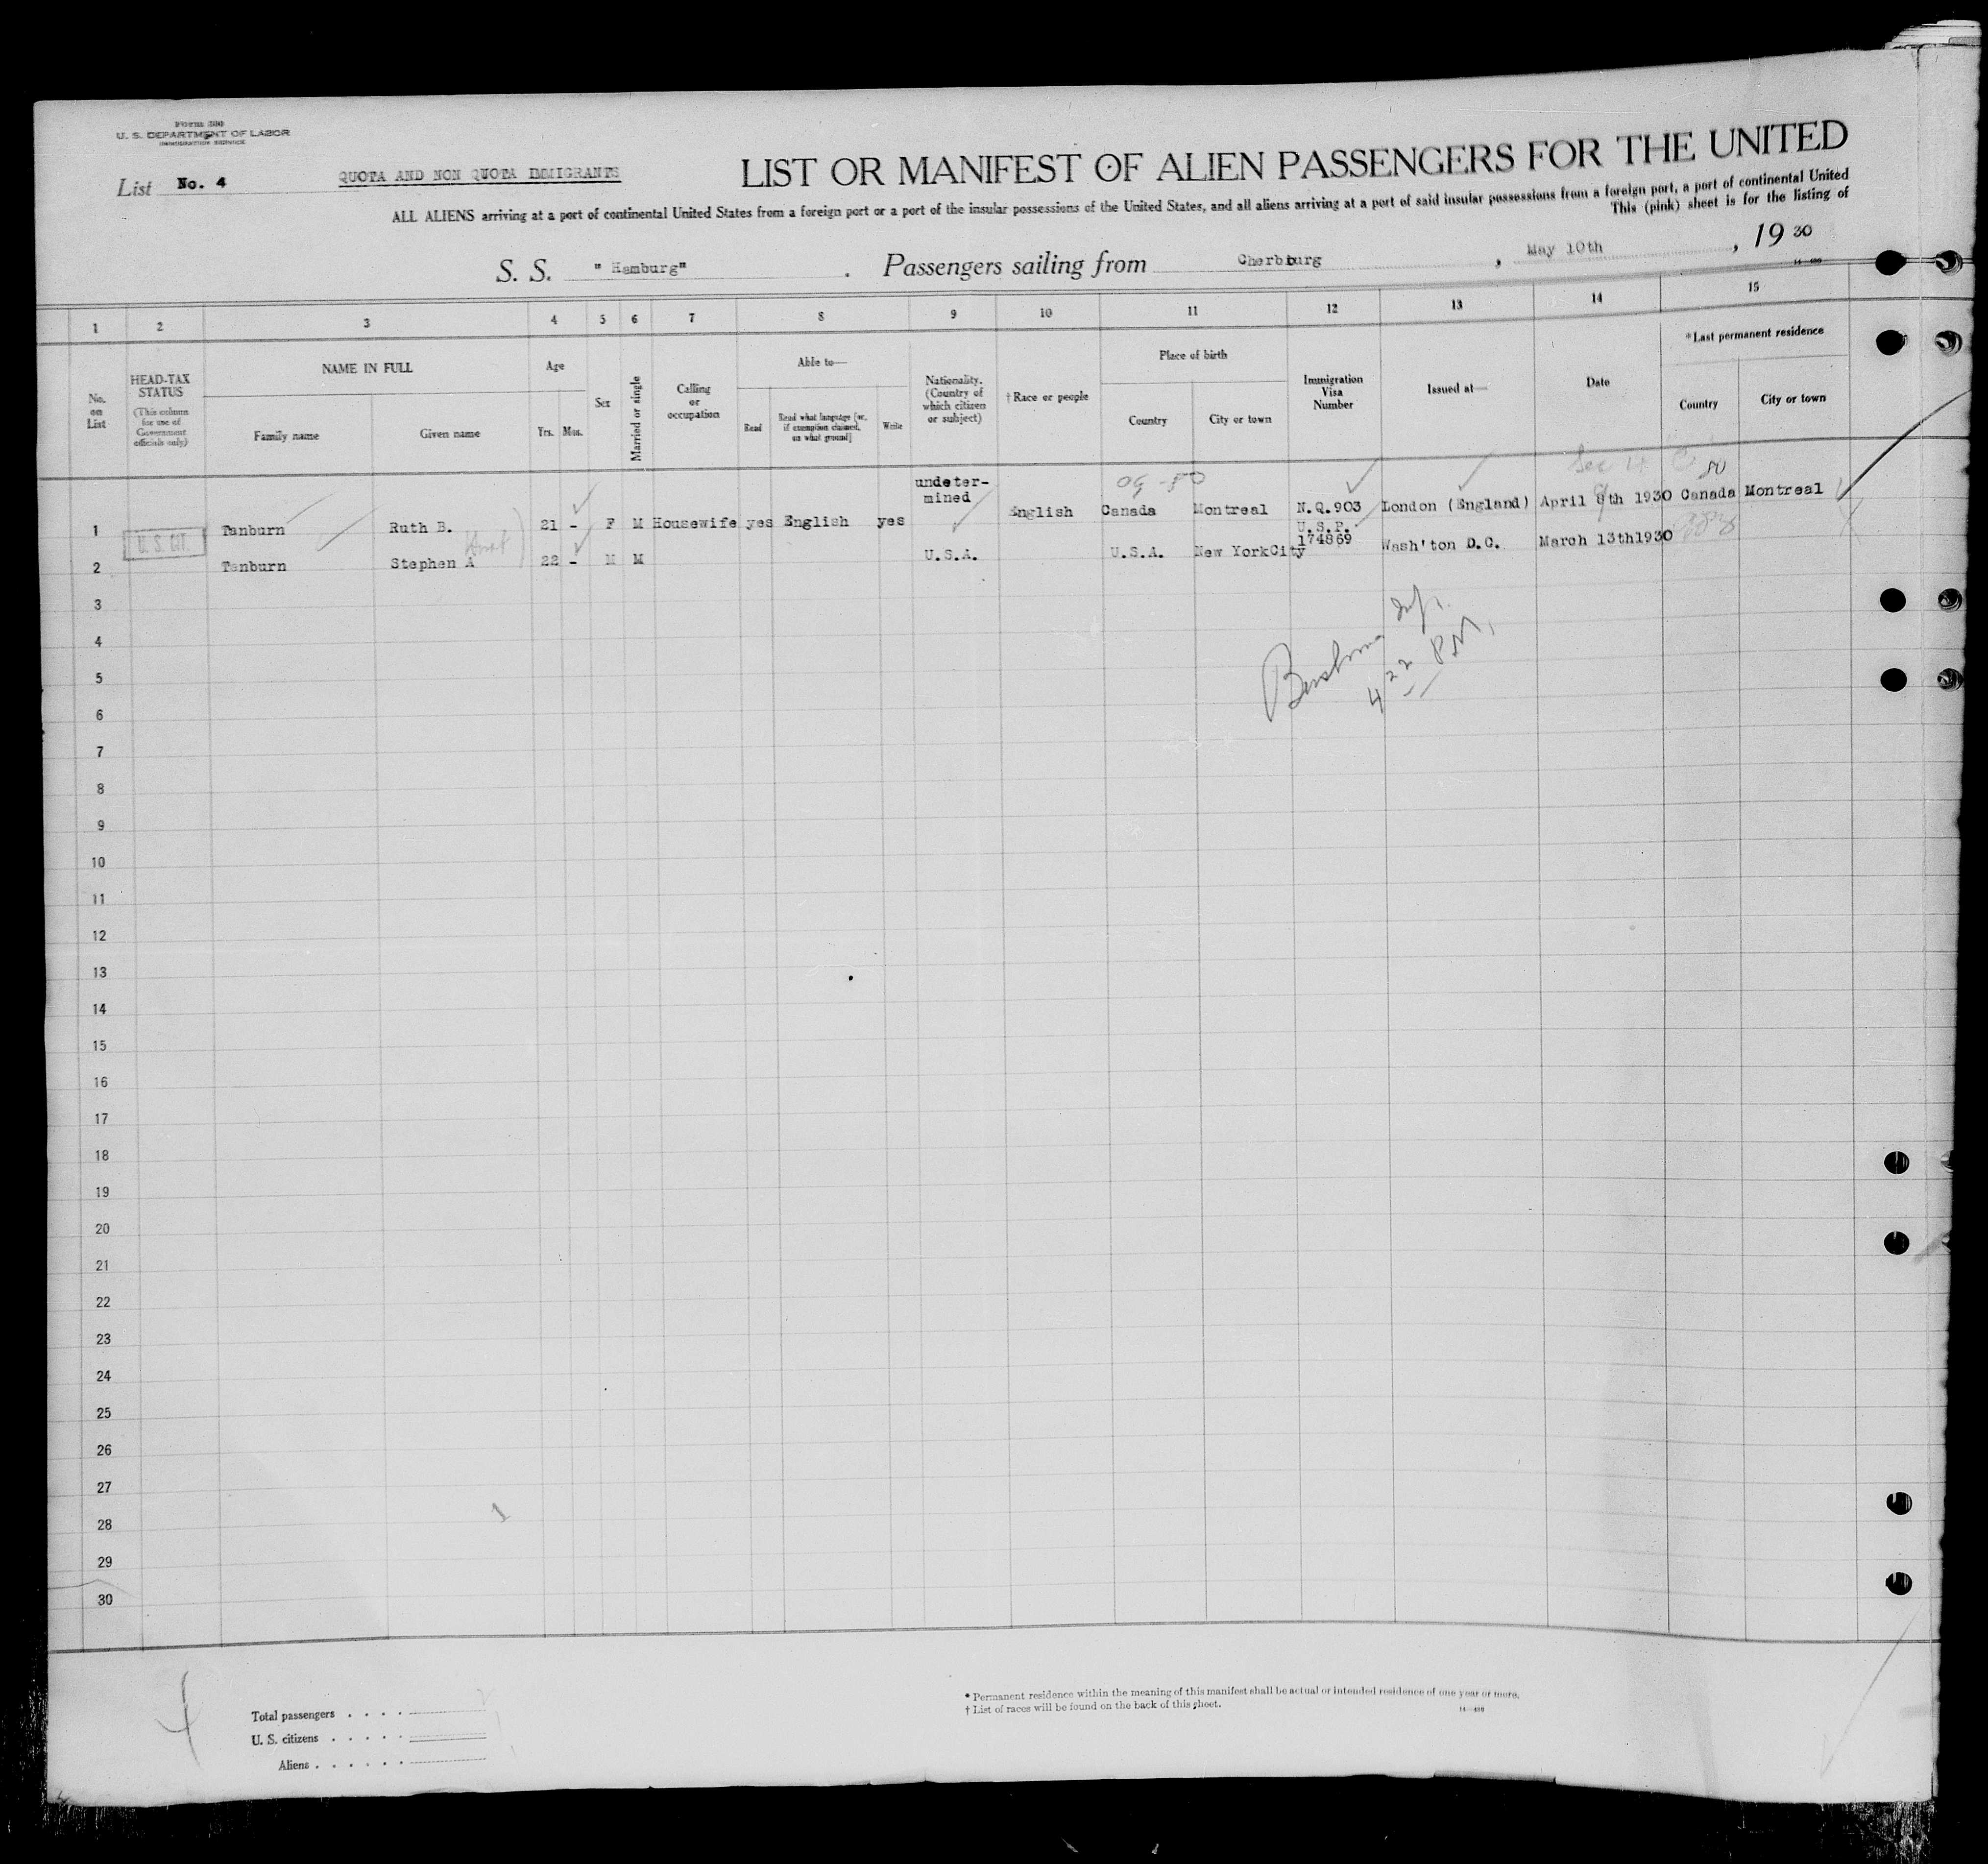 Form 500
U. S. DEPARTMENT OF LABOR
IMMIGRATION SERVICE
List No. 4
QUOTA AND NON QUOTA IMMIGRANTS
LIST OR MANIFEST OF ALIEN PASSENGERS FOR THE UNITED
ALL ALIENS arriving at a port of continental United States from a foreign port or a port of the insular possessions of the United States, and all aliens arriving at a port of said insular possessions from a foreign port, a port of continental United
This (pink) sheet is for the listing of
S. S. "Hamburg". Passengers sailing from Cherbourg, May 10th, 1930
1 2 3 4 5 6 7 8 9 10 11 12 13 14 15
No. on List
HEAD-TAX STATUS
(This column for use of Government officials only)
NAME IN FULL
Family name
Given name
Age
Yrs. Mos.
Sex
Married or single
Calling or occupation
Able to—
Read
Read what language [or, if exemption claimed, on what ground]
Write
Nationality. (Country of which citizen or subject)
† Race or people
Place of birth
Country
City or town
Immigration Visa Number
Issued at—
Date
* Last permanent residence
Country
City or town
1 Tanburn Ruth B. 21 - F M Housewife yes English yes undeter-mined English Canada Montreal N.Q.903 London (England) April 8th 1930 Canada Montreal
U. S. CIT.
2 Tanburn Stephen A 22 - M M U.S.A. U.S.A. New YorkCity U.S.P. 174869 Wash'ton D.C. March 13th1930
4 22 P.M.
3
4
5
6
7
8
9
10
11
12
13
14
15
16
17
18
19
20
21
22
23
24
25
26
27
28
29
30
4
Total passengers . . . .
U. S. citizens . . . . .
Aliens . . . . . .
* Permanent residence within the meaning of this manifest shall be actual or intended residence of one year or more.
† List of races will be found on the back of this sheet.